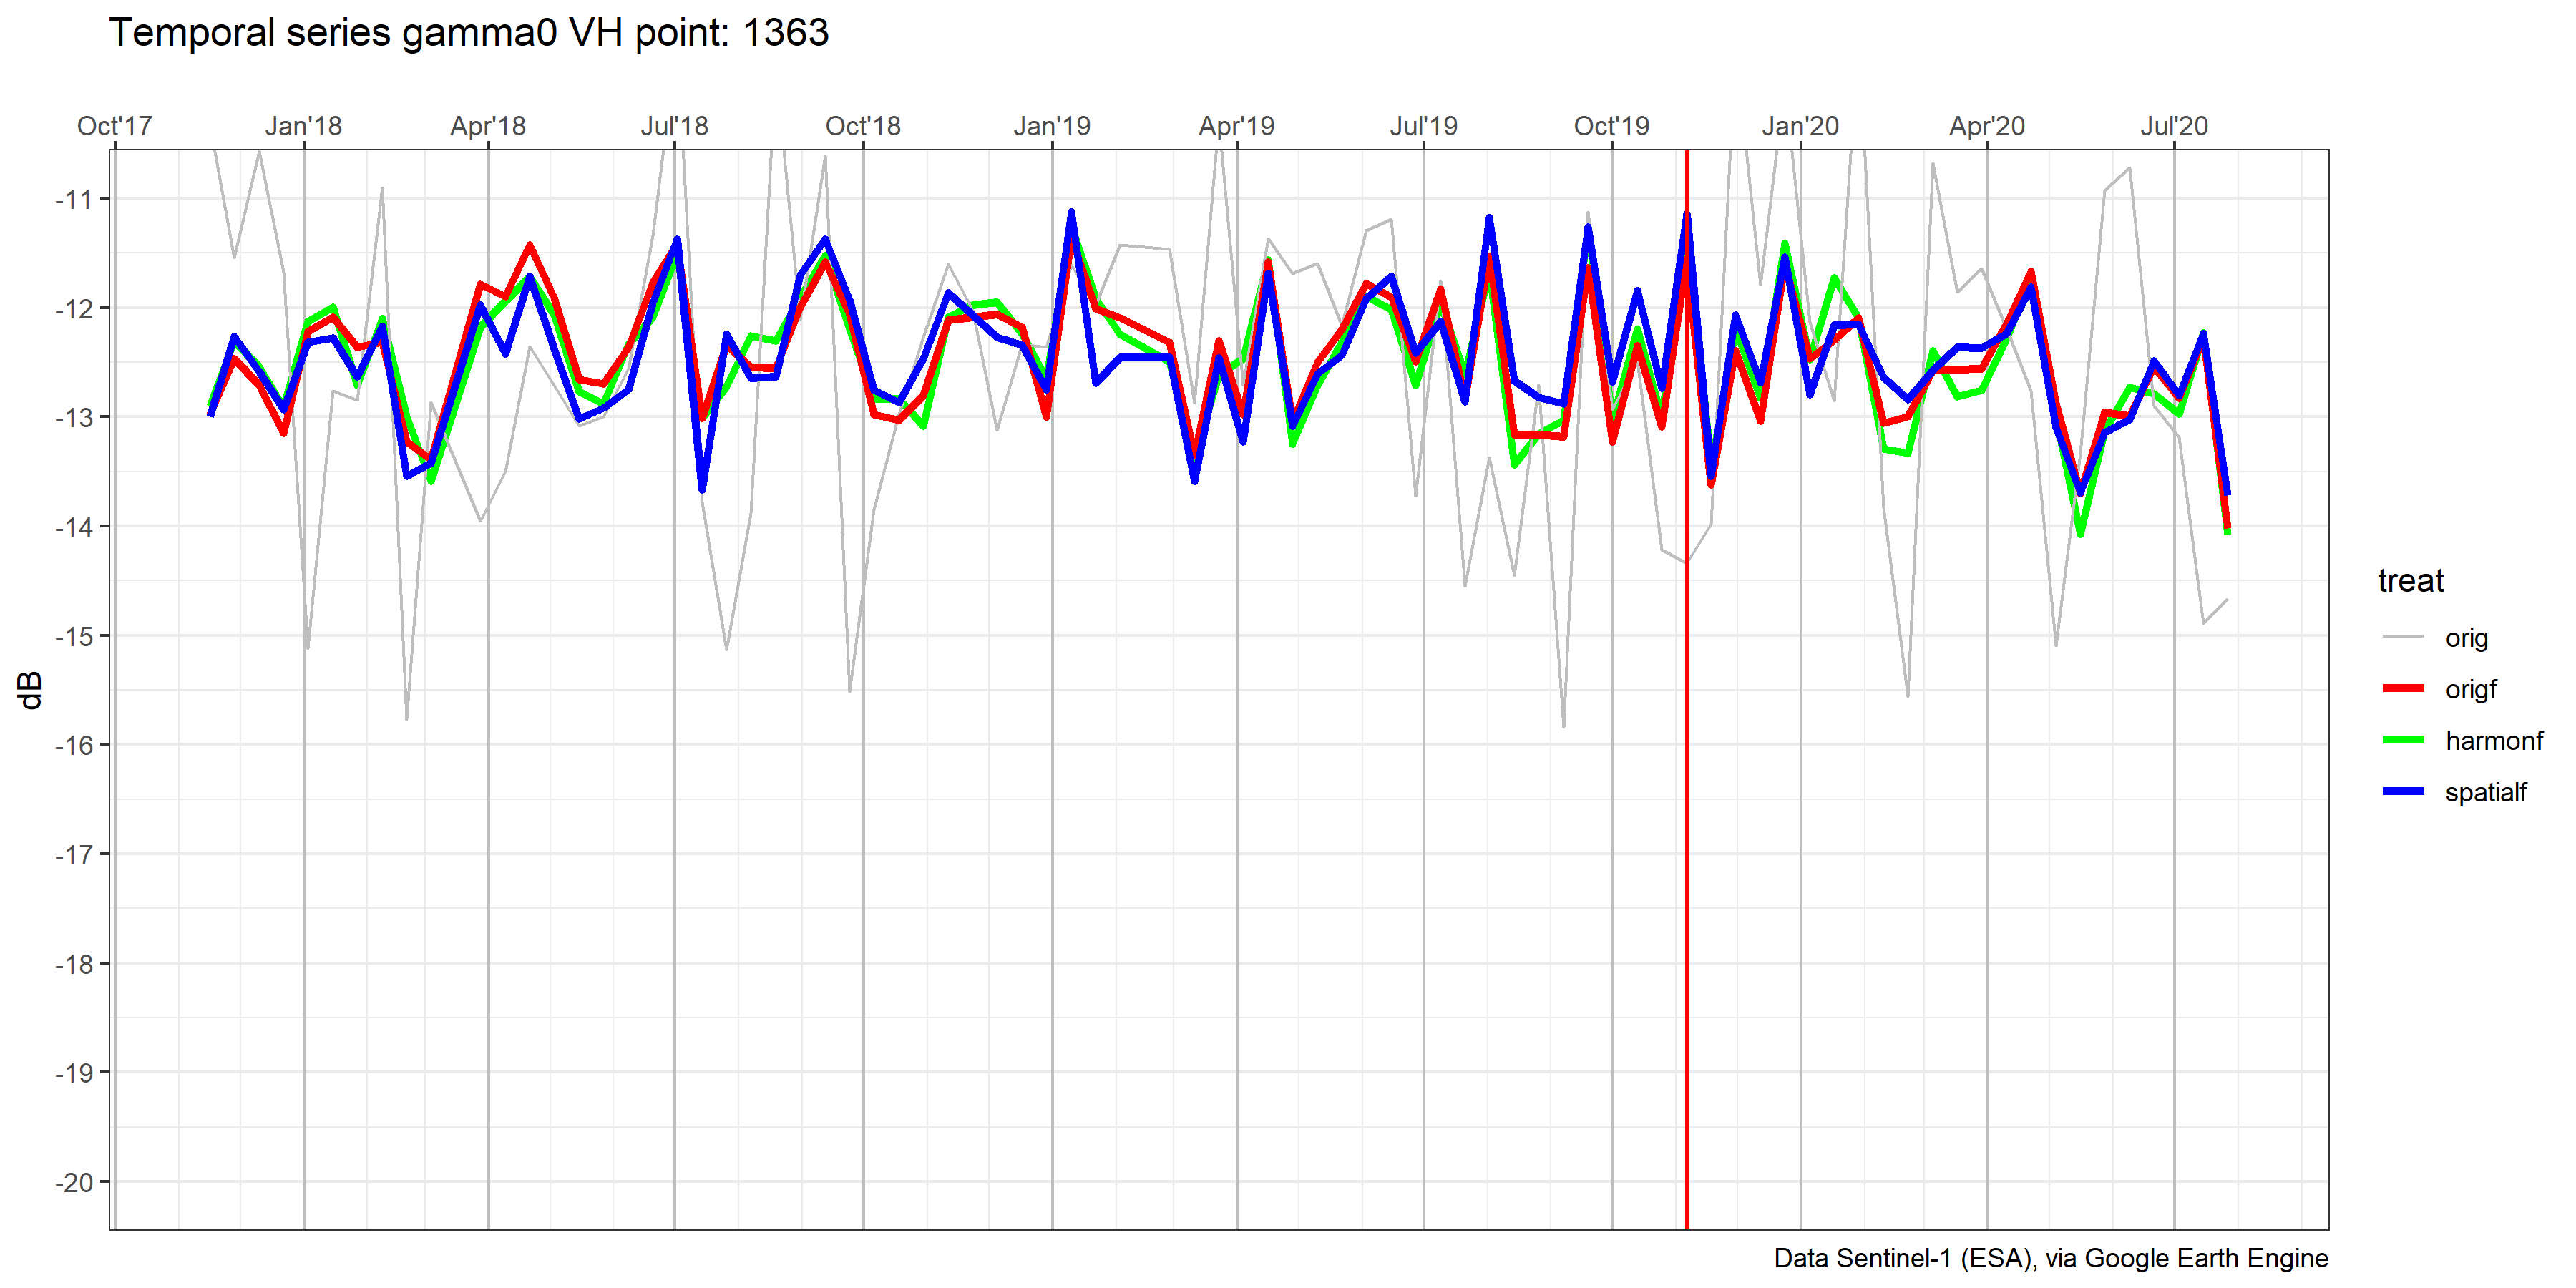 Temporal series gamma0 VH point: 1363
Oct'17 Jan'18 Apr'18 Jul'18 Oct'18 Jan'19 Apr'19 Jul'19 Oct'19 Jan'20 Apr'20 Jul'20
-11
-12
-13
-14
-15
-16
-17
-18
-19
-20
dB
treat
orig
origf
harmonf
spatialf
Data Sentinel-1 (ESA), via Google Earth Engine